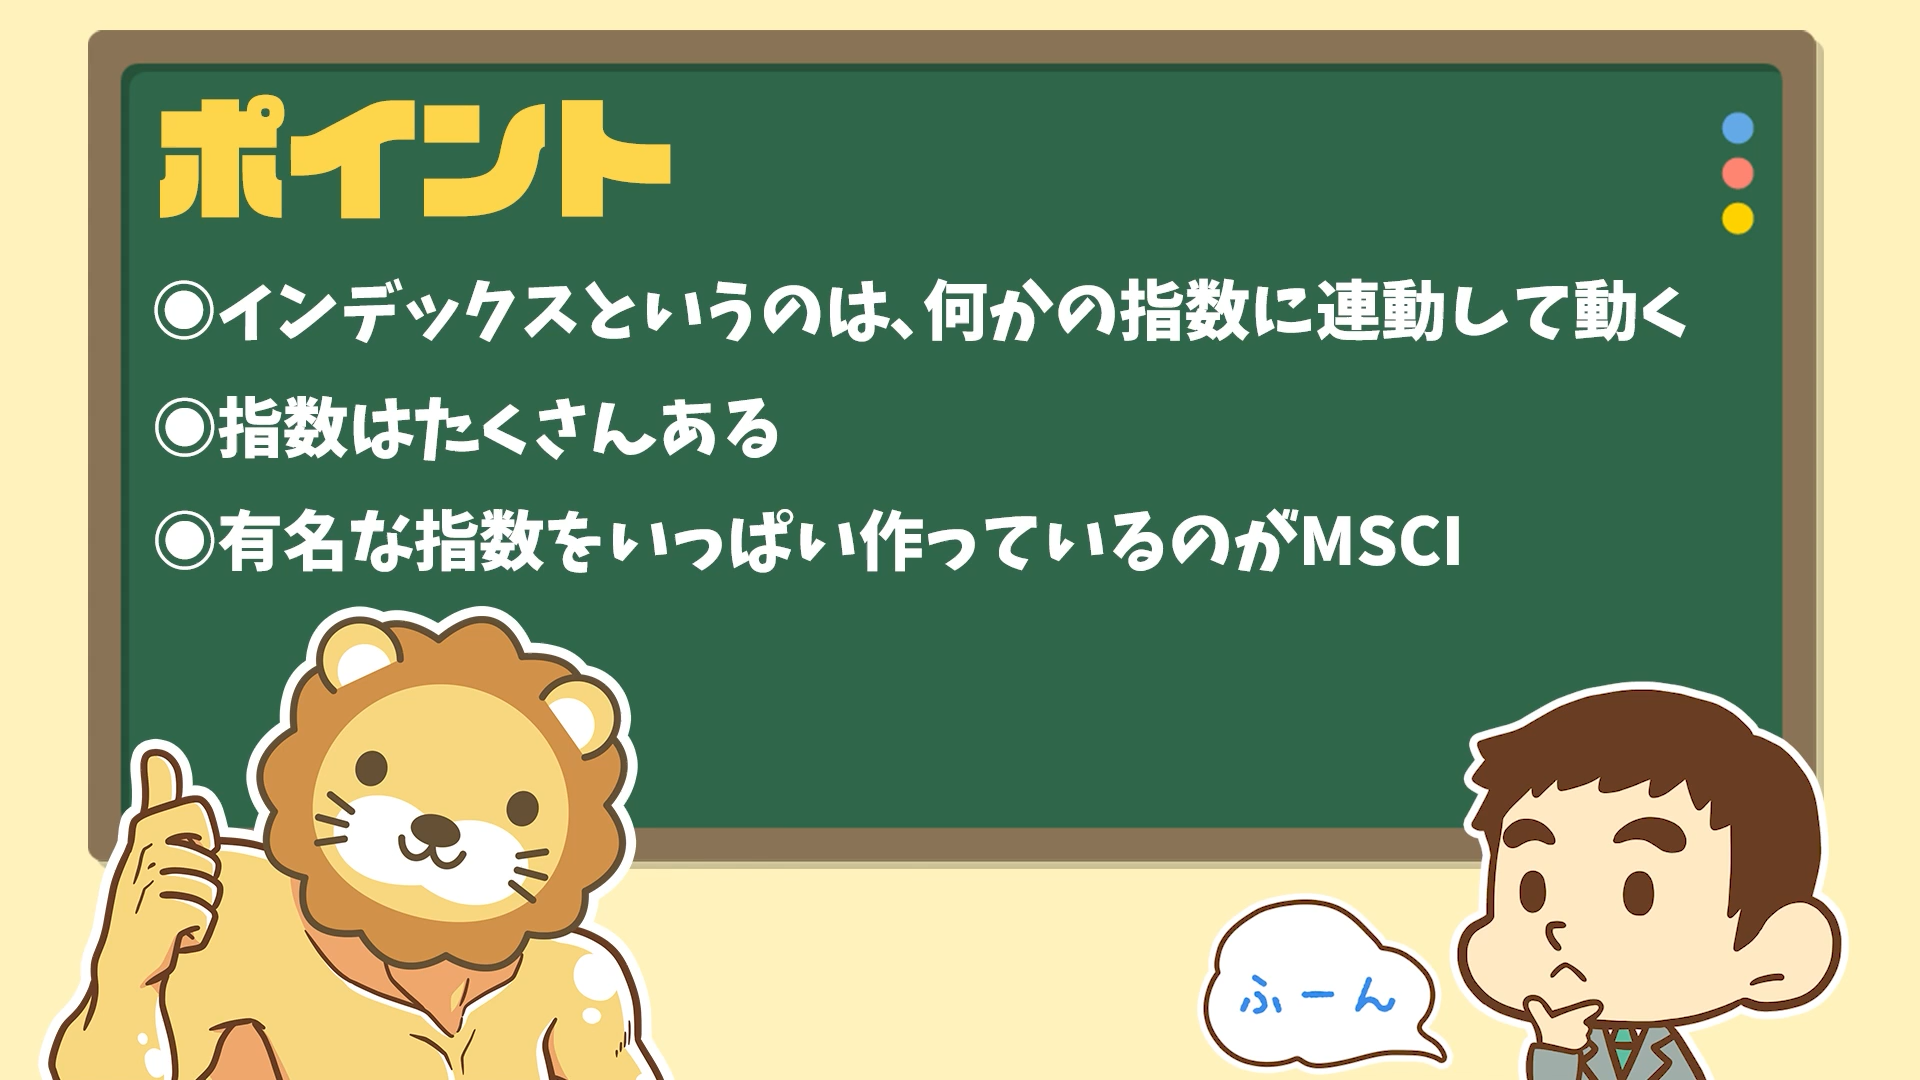 ポイント
◉インデックスというのは、何かの指数に連動して動く
◉指数はたくさんある
◉有名な指数をいっぱい作っているのがMSCI
ふーん